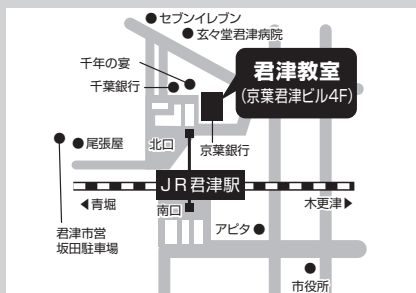 セブンイレブン
玄々堂君津病院
千年の宴
千葉銀行
君津教室
(京葉君津ビル4F)
尾張屋
北口
京葉銀行
JR君津駅
青堀
南口
木更津
君津市営
坂田駐車場
アピタ
市役所